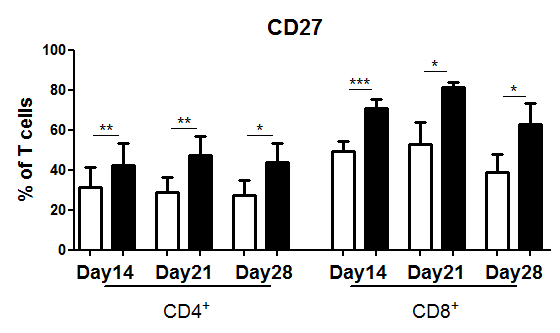 CD27
% of T cells
100
80
60
40
20
0
** ** * *** * *
Day14 Day21 Day28 Day14 Day21 Day28
CD4⁺ CD8⁺